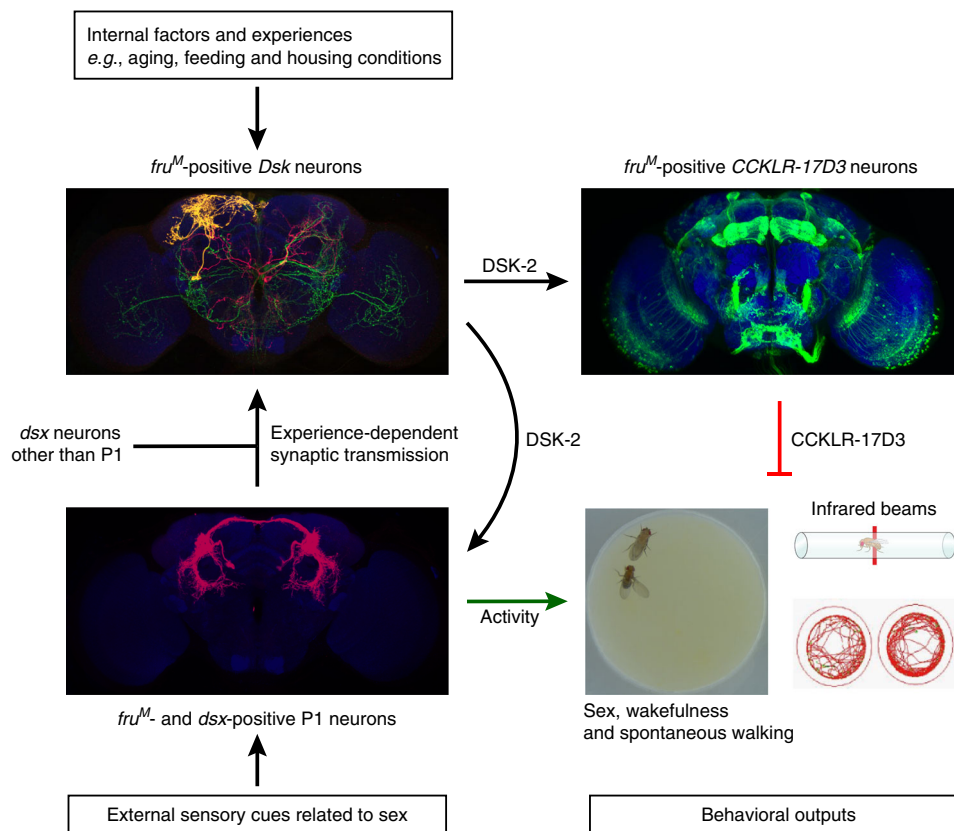 Internal factors and experiences
e.g., aging, feeding and housing conditions
fruM-positive Dsk neurons
fruM-positive CCKLR-17D3 neurons
DSK-2
dsx neurons
other than P1
Experience-dependent
synaptic transmission
DSK-2
CCKLR-17D3
Infrared beams
Activity
fruM- and dsx-positive P1 neurons
Sex, wakefulness
and spontaneous walking
External sensory cues related to sex
Behavioral outputs